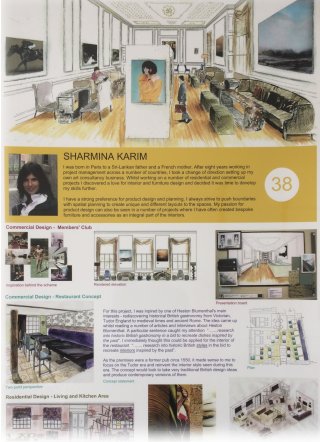 SHARMINA KARIM
I was born in Paris to a Sri-Lankan father and a French mother. After eight years working in
project management across a number of countries, I took a change of direction setting up my
own art consultancy business. Whilst working on a number of residential and commercial
projects I discovered a love for interior and furniture design and decided it was time to develop
my skills further.
I have a strong preference for product design and planning. I always strive to push boundaries
with spatial planning to create unique and different layouts to the spaces. My passion for
product design can also be seen in a number of projects where I have often created bespoke
furniture and accessories as an integral part of the interiors.
38
Commercial Design - Members' Club
Inspiration behind the scheme
Rendered elevation
Presentation board
Commercial Design - Restaurant Concept
For this project, I was inpired by one of Heston Blumenthal's main
interests - rediscovering historical British gastronomy from Victorian,
Tudor England to medieval times and ancient Rome. The idea came up
whilst reading a number of articles and interviews about Heston
Blumenthal. A particular sentence caught my attention: " ....... research
into historic British gastronomy in a bid to recreate dishes inspired by
the past". I immediately thought this could be applied for the interior of
the restaurant: " ..... research into historic British styles in the bid to
recreate interiors inspired by the past".
As the premises were a former pub circa 1550, it made sense to me to
focus on the Tudor era and reinvent the interior style seen during this
era. The concept would look to take very traditional British design ideas
and produce contemporary versions of them.
Two point perspective
Concept statement
Plan
Residential Design - Living and Kitchen Area